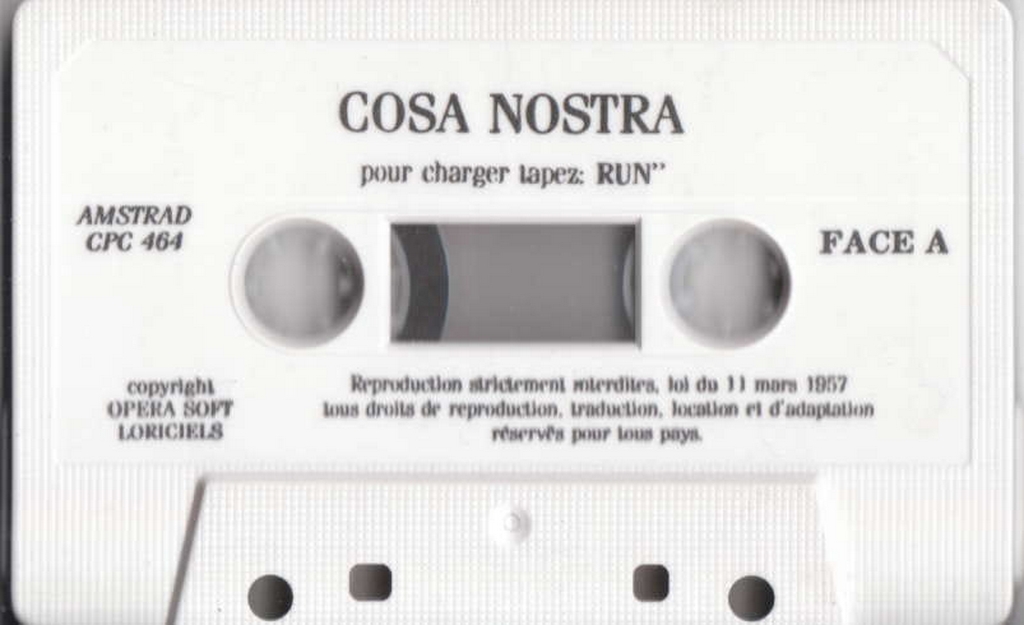 COSA NOSTRA
pour charger tapez: RUN"
AMSTRAD
CPC 464
FACE A
copyright
OPERA SOFT
LORICIELS
Reproduction strictement interdites, loi du 11 mars 1957
tous droits de reproduction, traduction, location et d'adaptation
réservés pour tous pays.